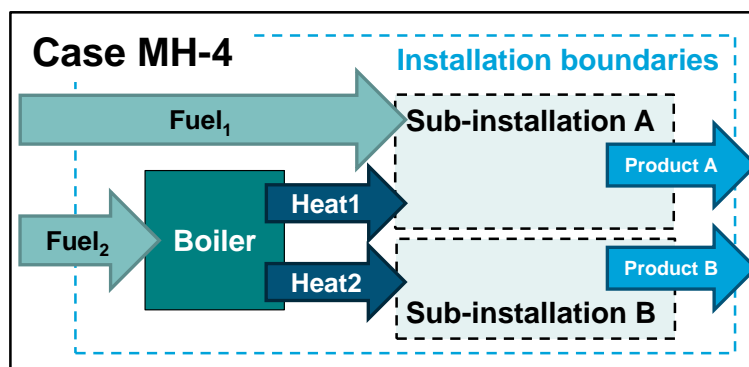 Case MH-4
Installation boundaries
Fuel₁
Sub-installation A
Product A
Heat1
Boiler
Fuel₂
Heat2
Product B
Sub-installation B